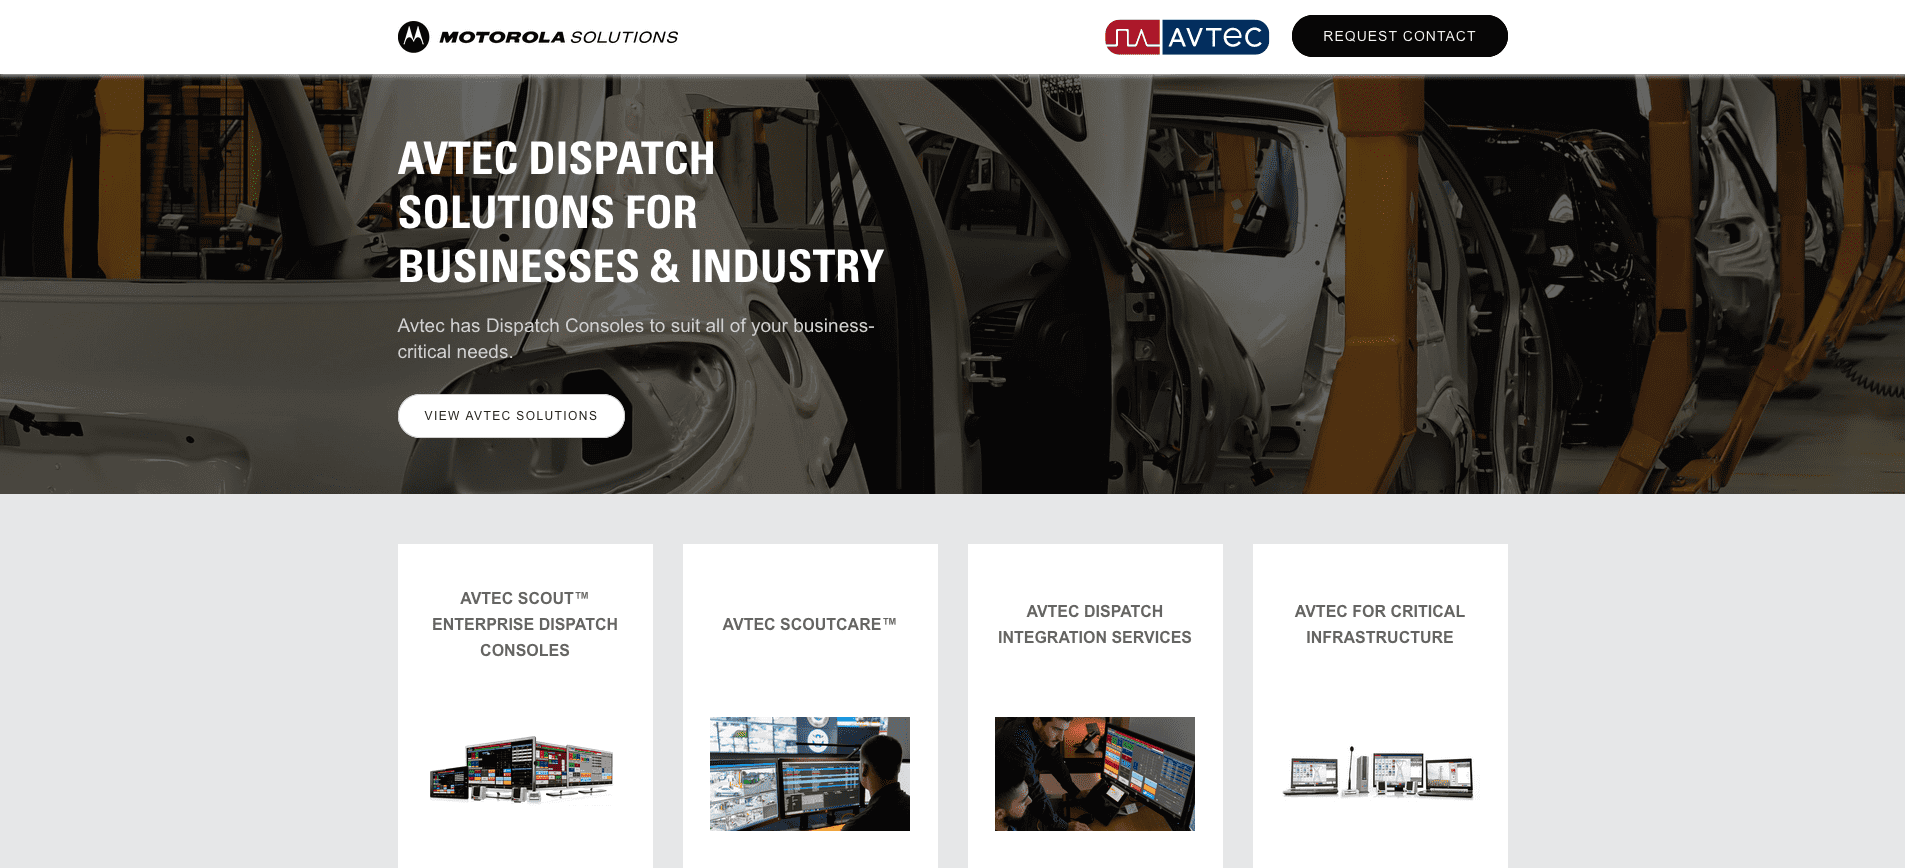 MOTOROLA SOLUTIONS
AVTEC
REQUEST CONTACT
AVTEC DISPATCH
SOLUTIONS FOR
BUSINESSES & INDUSTRY
Avtec has Dispatch Consoles to suit all of your business-
critical needs.
VIEW AVTEC SOLUTIONS
AVTEC SCOUT™
ENTERPRISE DISPATCH
CONSOLES
AVTEC SCOUTCARE™
AVTEC DISPATCH
INTEGRATION SERVICES
AVTEC FOR CRITICAL
INFRASTRUCTURE